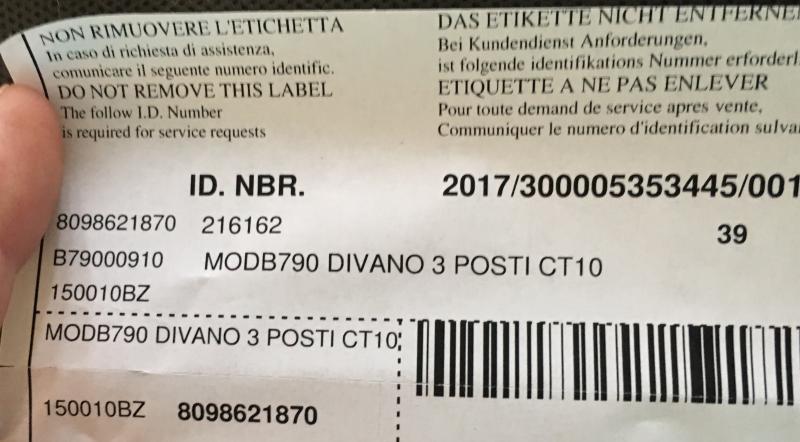 NON RIMUOVERE L'ETICHETTA
In caso di richiesta di assistenza,
comunicare il seguente numero identific.
DO NOT REMOVE THIS LABEL
The follow I.D. Number
is required for service requests
DAS ETIKETTE NICHT ENTFERNE
Bei Kundendienst Anforderungen,
ist folgende identifikations Nummer erforderl
ETIQUETTE A NE PAS ENLEVER
Pour toute demand de service apres vente,
Communiquer le numero d'identification sulva
ID. NBR. 2017/300005353445/001
8098621870 216162 39
B79000910 MODB790 DIVANO 3 POSTI CT10
150010BZ
MODB790 DIVANO 3 POSTI CT10
150010BZ 8098621870